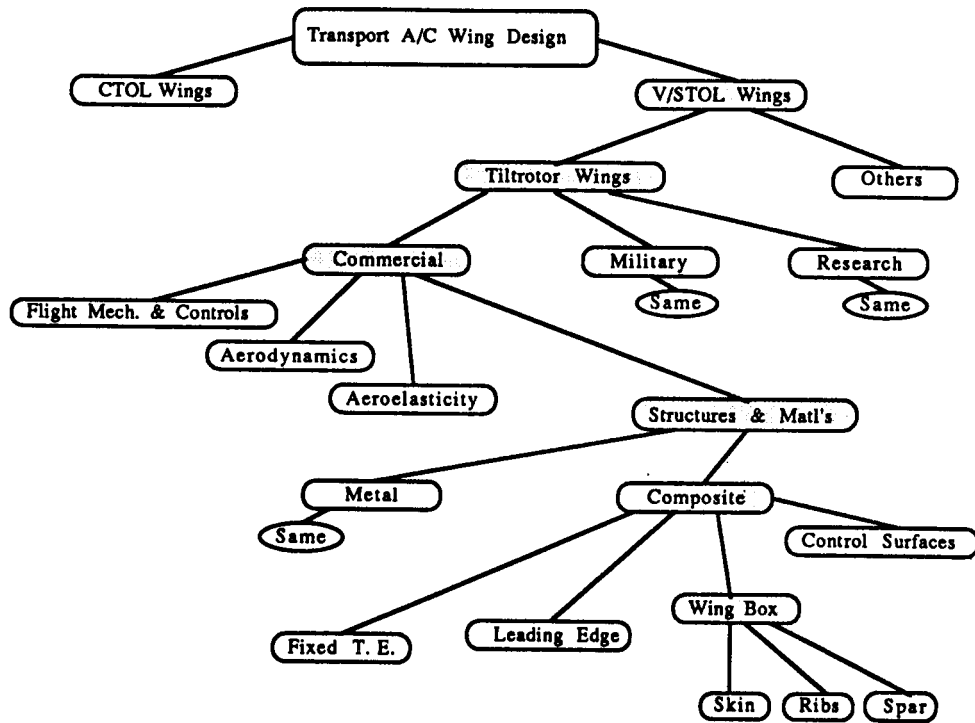 Transport A/C Wing Design
CTOL Wings
V/STOL Wings
Tiltrotor Wings
Others
Commercial
Military
Research
Same
Same
Flight Mech. & Controls
Aerodynamics
Aeroelasticity
Structures & Matl's
Metal
Composite
Same
Control Surfaces
Wing Box
Fixed T. E.
Leading Edge
Skin
Ribs
Spar